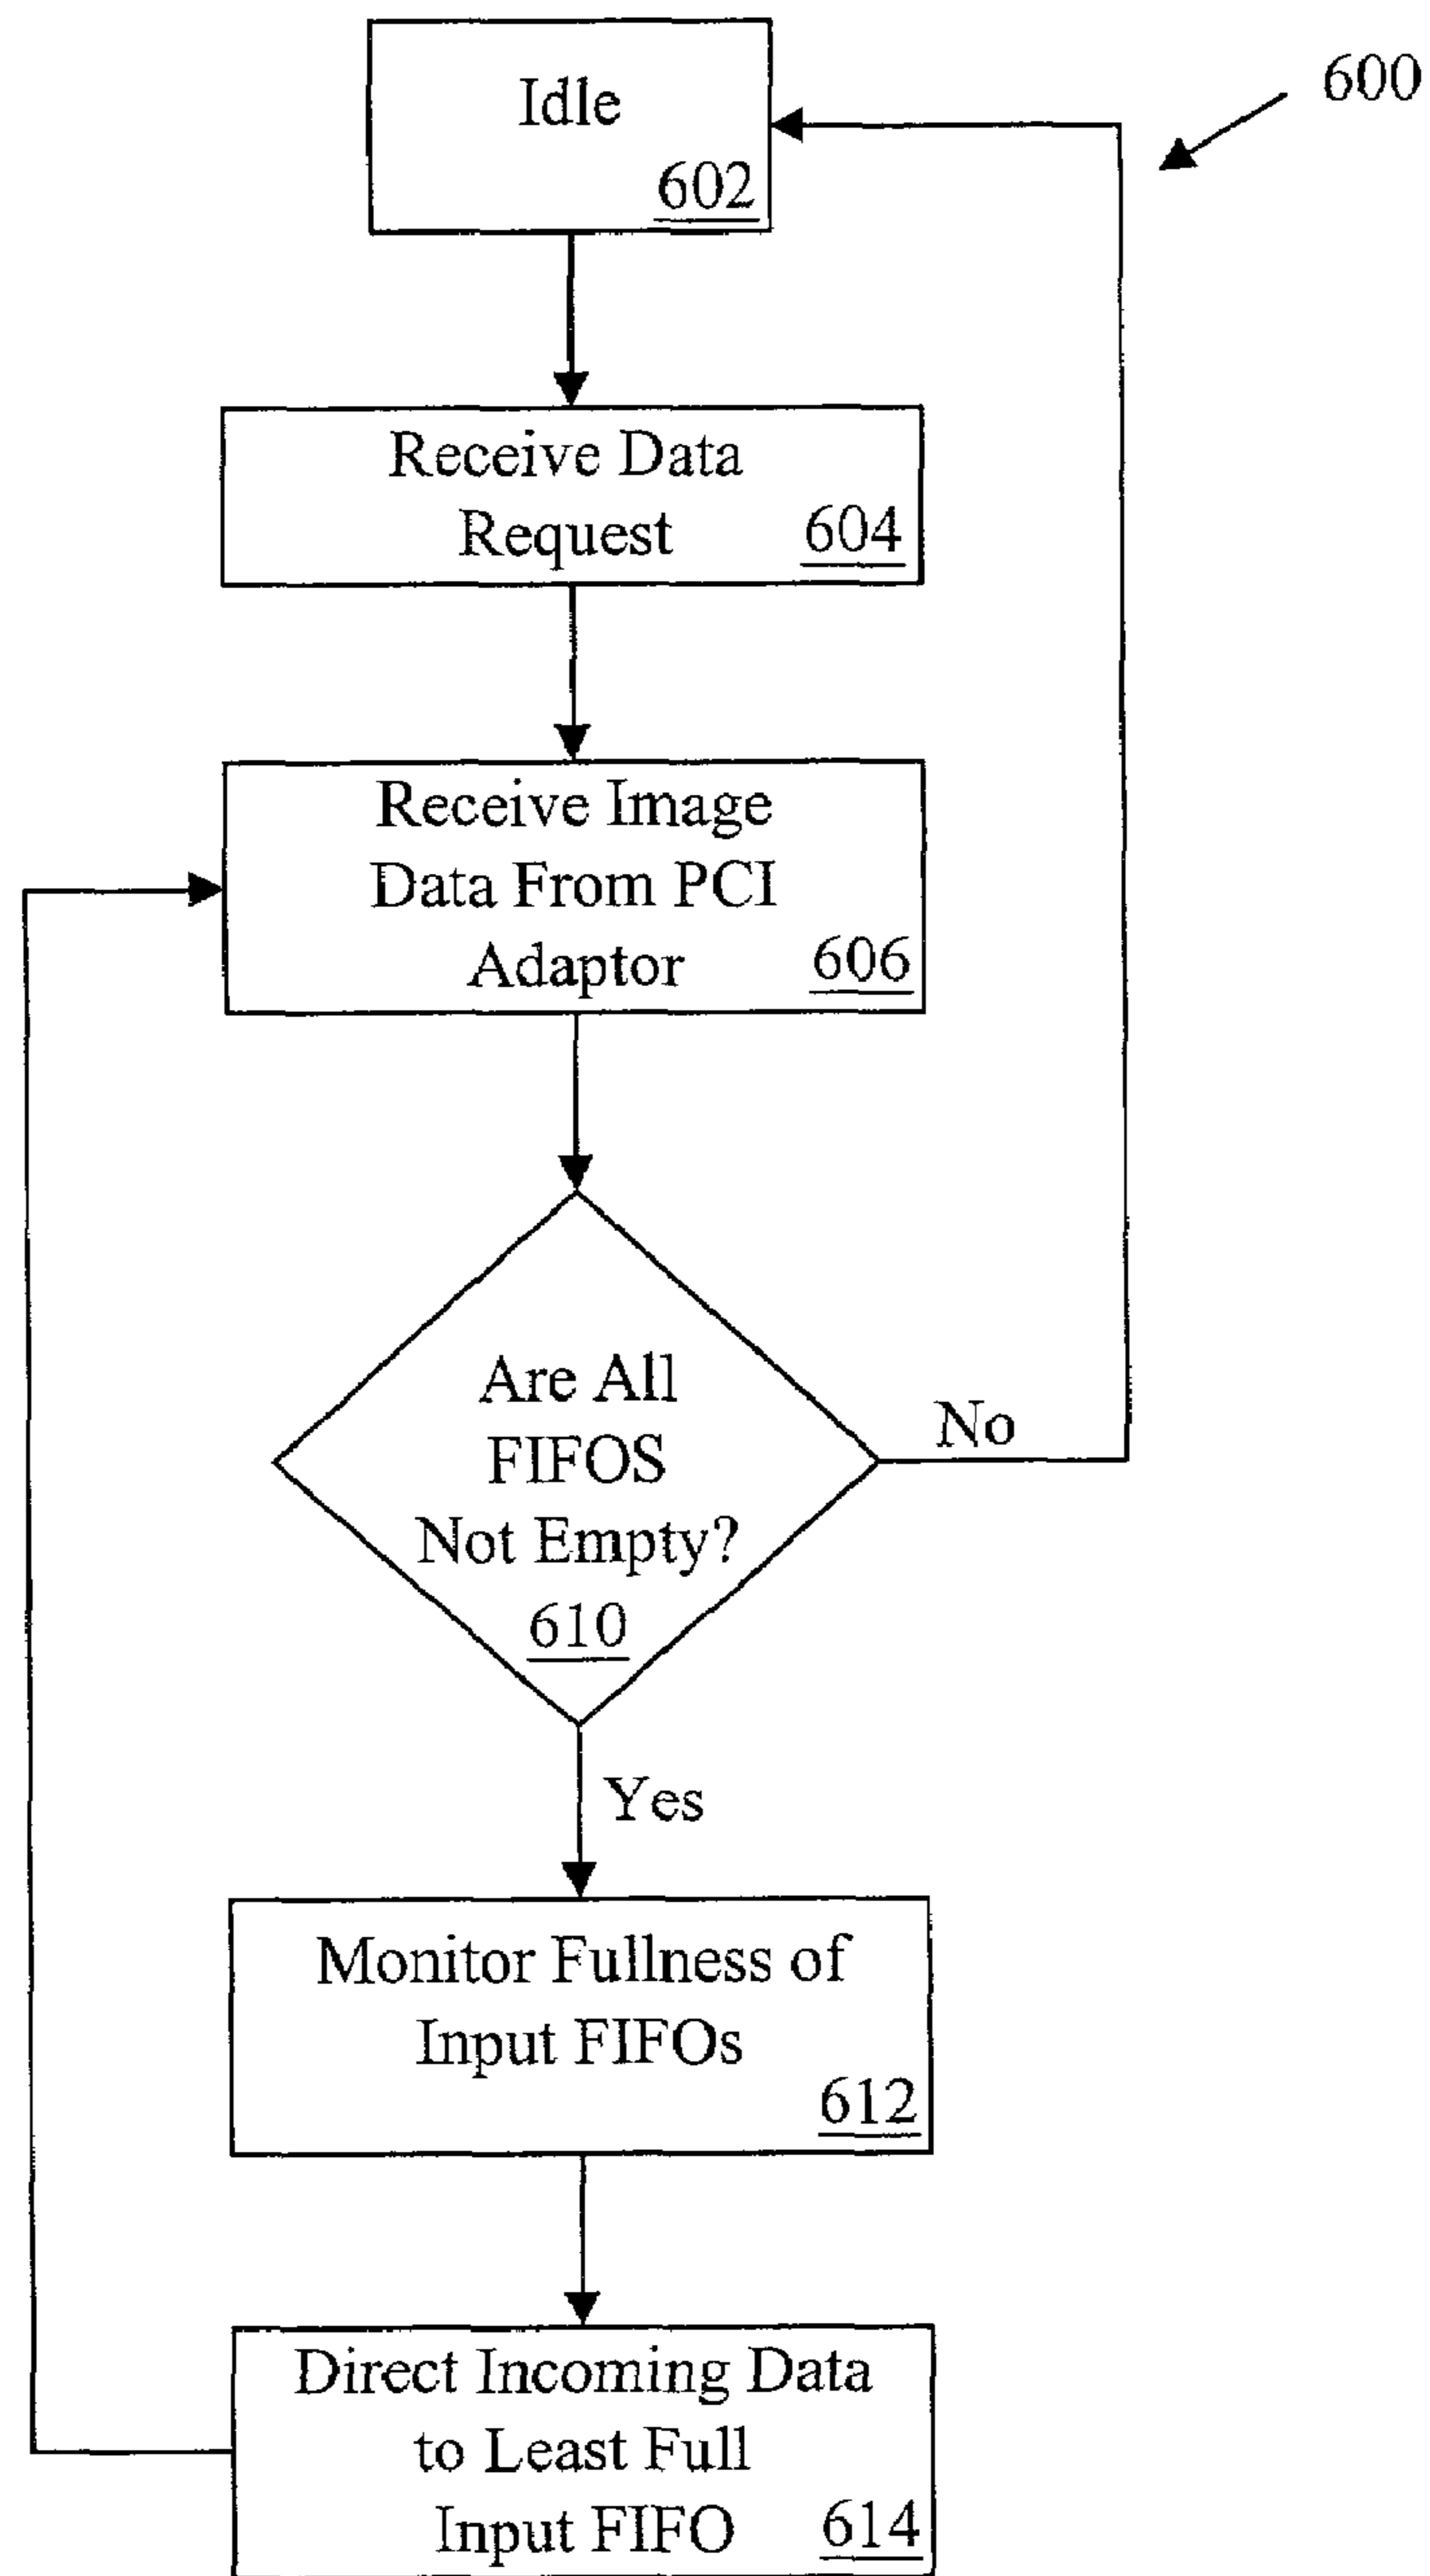 600
Idle
602
Receive Data
Request 604
Receive Image
Data From PCI
Adaptor 606
Are All
FIFOS
Not Empty?
610
No
Yes
Monitor Fullness of
Input FIFOs
612
Direct Incoming Data
to Least Full
Input FIFO 614